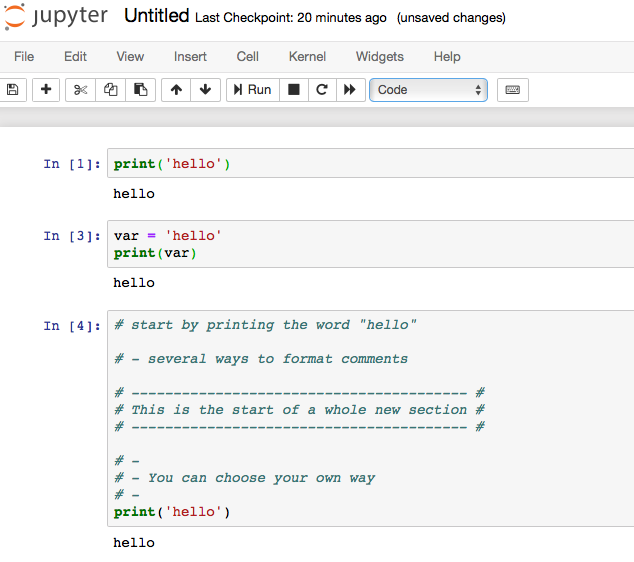 jupyter Untitled Last Checkpoint: 20 minutes ago (unsaved changes)
File Edit View Insert Cell Kernel Widgets Help
Run Code
In [1]: print('hello')
hello
In [3]: var = 'hello'
print(var)
hello
In [4]: # start by printing the word "hello"
# - several ways to format comments
# ---------------------------------------- #
# This is the start of a whole new section #
# ---------------------------------------- #
# -
# - You can choose your own way
# -
print('hello')
hello